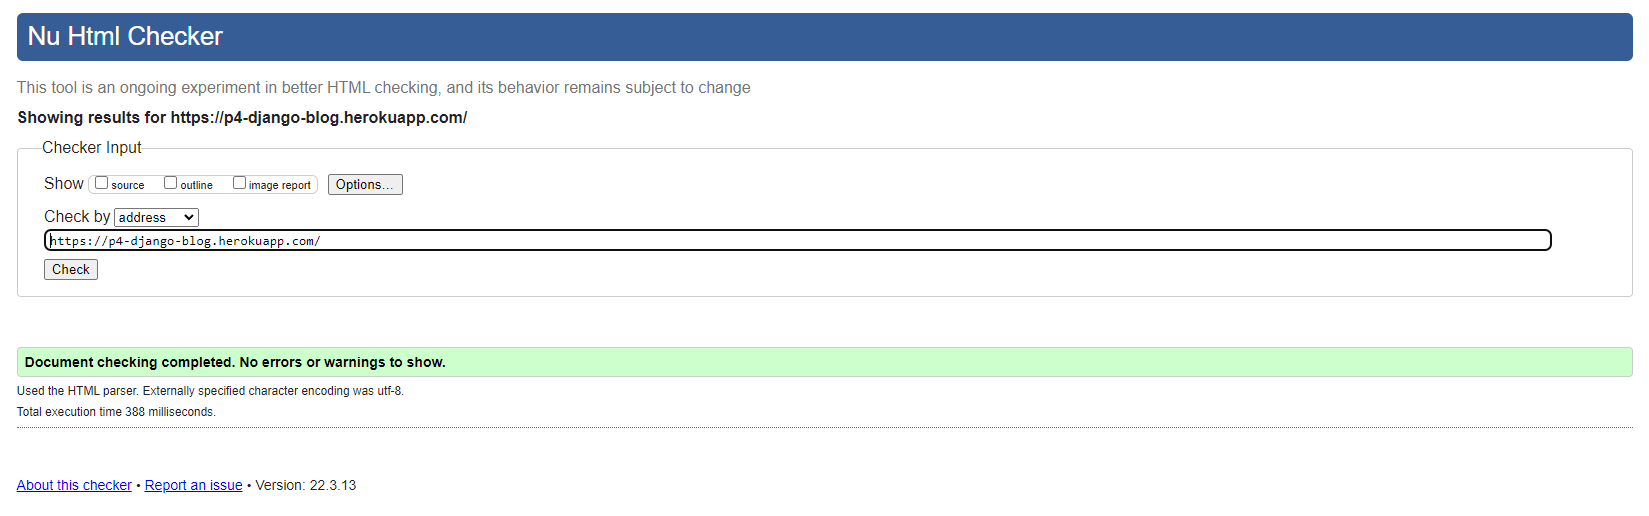 Nu Html Checker
This tool is an ongoing experiment in better HTML checking, and its behavior remains subject to change
Showing results for https://p4-django-blog.herokuapp.com/
Checker Input
Show source outline image report Options...
Check by address
https://p4-django-blog.herokuapp.com/
Check
Document checking completed. No errors or warnings to show.
Used the HTML parser. Externally specified character encoding was utf-8.
Total execution time 388 milliseconds.
About this checker • Report an issue • Version: 22.3.13